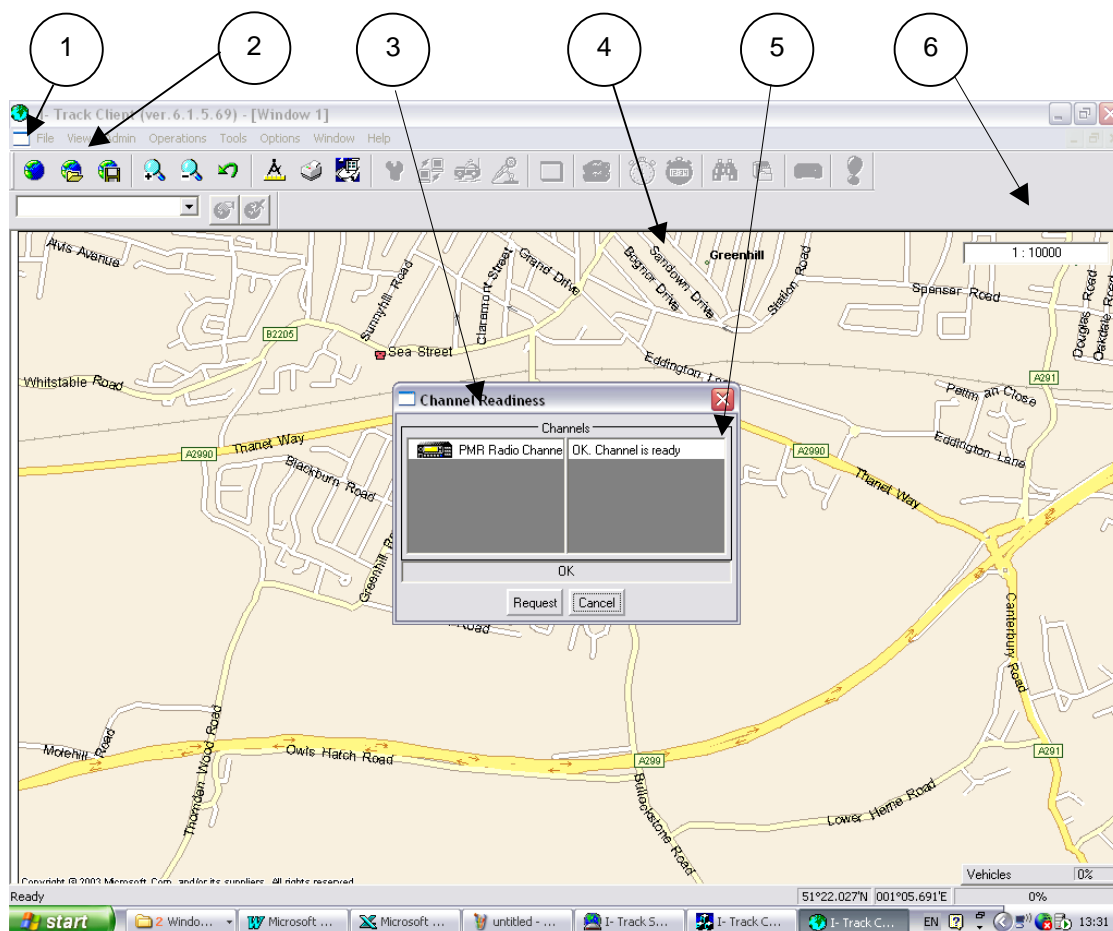 1 2 3 4 5 6
I- Track Client (ver.6.1.5.69) - [Window 1]
File View Admin Operations Tools Options Window Help
1 : 10000
Alvis Avenue
Sunnyhill Road
Claremont Street
Grand Drive
Bognor Drive
Sandown Drive
Greenhill
Station Road
Spenser Road
Douglas Road
Oakdale Road
B2205
Sea Street
Eddington Lane
Whitstable Road
A291
Pettman Close
Channel Readiness
Channels
PMR Radio Channe
OK. Channel is ready
OK
Request Cancel
Thanet Way
A2990
Blackburn Road
Greenhill
Road
A2990
Thanet Way
Eddington Lane
Canterbury Road
Molehill Road
Thornden Wood Road
Owls Hatch Road
A299
Bullockstone Road
Lower Herne Road
A291
Copyright @ 2003 Microsoft Corp. and/or its suppliers. All rights reserved.
Vehicles 0%
Ready 51°22.027'N 001°05.691'E 0%
start 2 Windo... Microsoft ... Microsoft ... untitled - ... I- Track S... I- Track C... I- Track C... EN 13:31